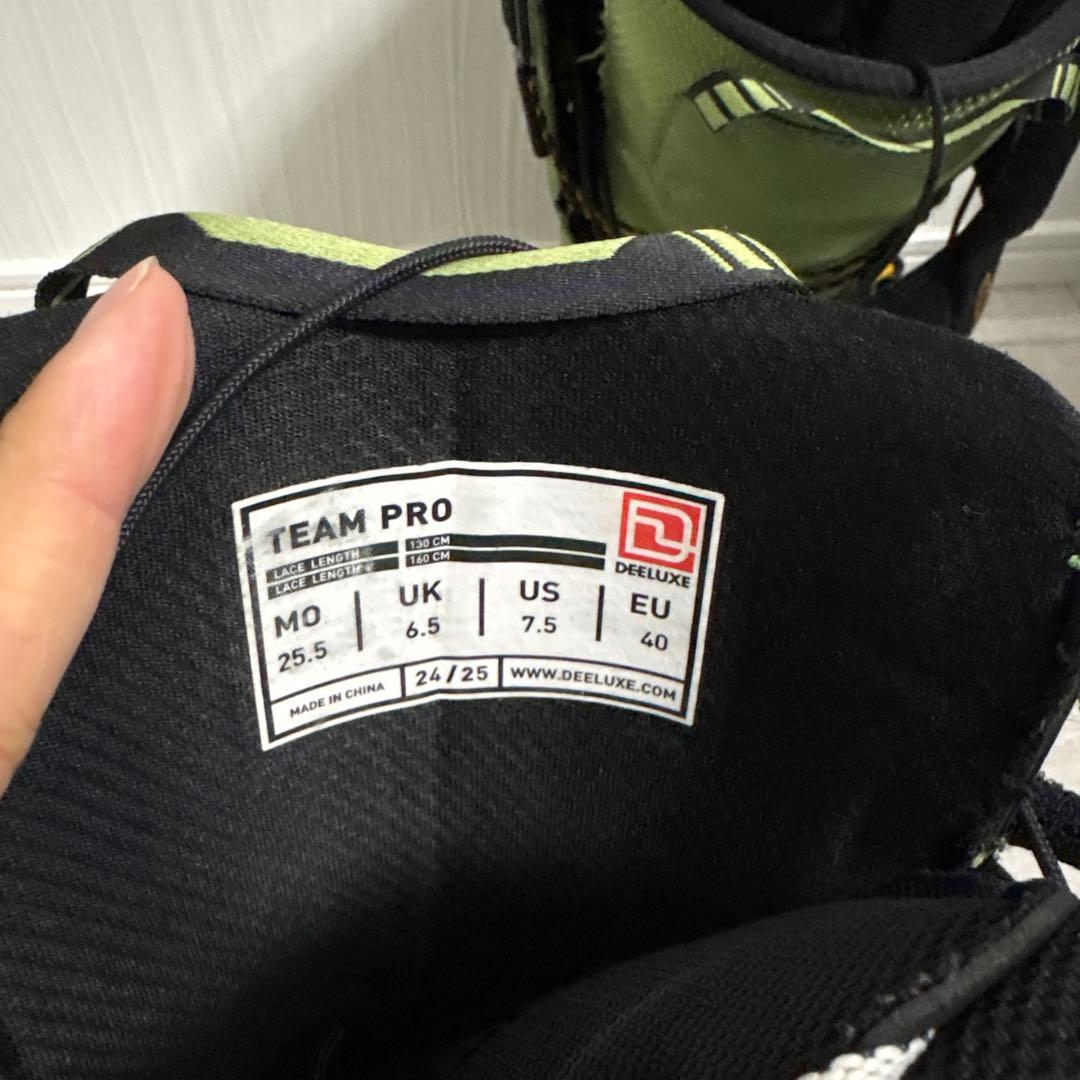 TEAM PRO
LACE LENGTH 130 CM
LACE LENGTH 160 CM
DEELUXE
MO UK US EU
25.5 6.5 7.5 40
MADE IN CHINA 24/25 WWW.DEELUXE.COM